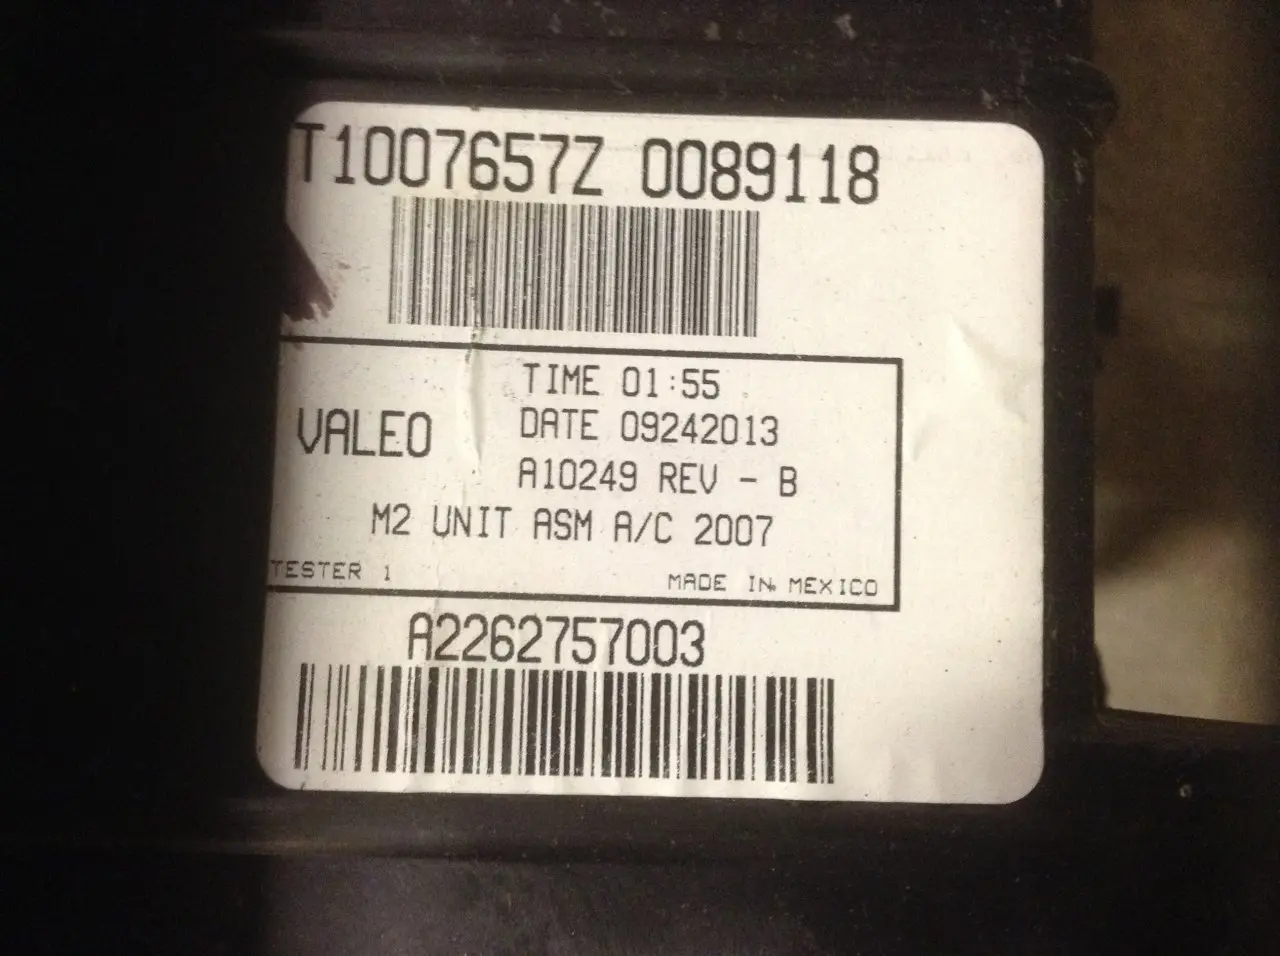 T1007657Z 0089118
TIME 01:55
VALEO
DATE 09242013
A10249 REV - B
M2 UNIT ASM A/C 2007
TESTER 1
MADE IN MEXICO
A2262757003